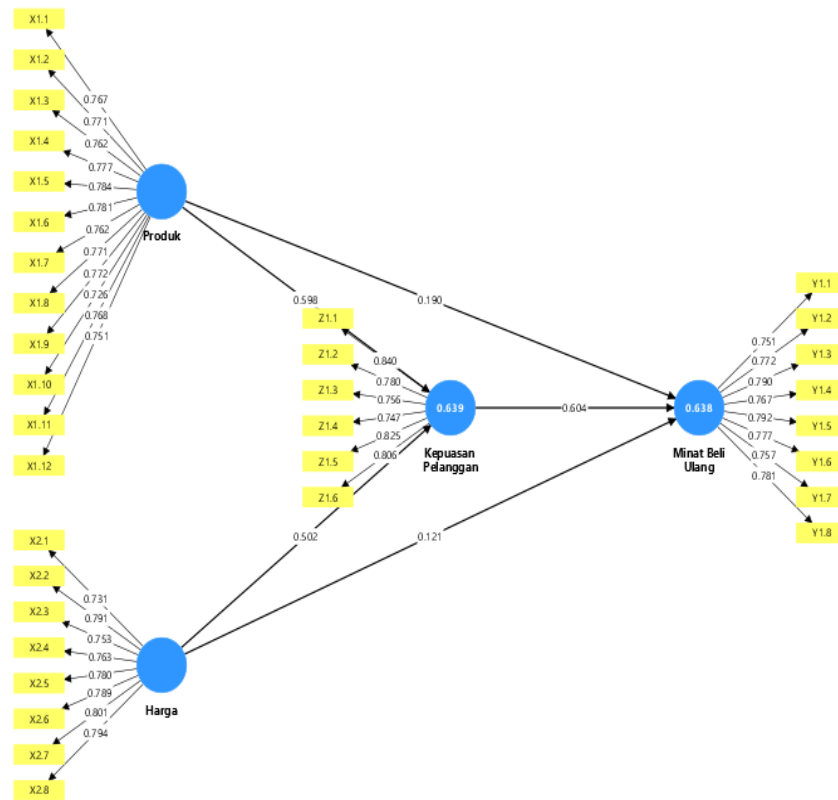 X1.1
X1.2
X1.3
X1.4
X1.5
X1.6
X1.7
X1.8
X1.9
X1.10
X1.11
X1.12
0.767
0.771
0.762
0.777
0.784
0.781
0.762
0.771
0.772
0.726
0.768
0.751
Produk
0.598
0.190
Z1.1
Z1.2
Z1.3
Z1.4
Z1.5
Z1.6
0.840
0.780
0.756
0.747
0.825
0.806
0.639
Kepuasan
Pelanggan
0.604
0.638
Minat Beli
Ulang
0.751
0.772
0.790
0.767
0.792
0.777
0.757
0.781
Y1.1
Y1.2
Y1.3
Y1.4
Y1.5
Y1.6
Y1.7
Y1.8
0.502
0.121
X2.1
X2.2
X2.3
X2.4
X2.5
X2.6
X2.7
X2.8
0.731
0.791
0.753
0.763
0.780
0.789
0.801
0.794
Harga